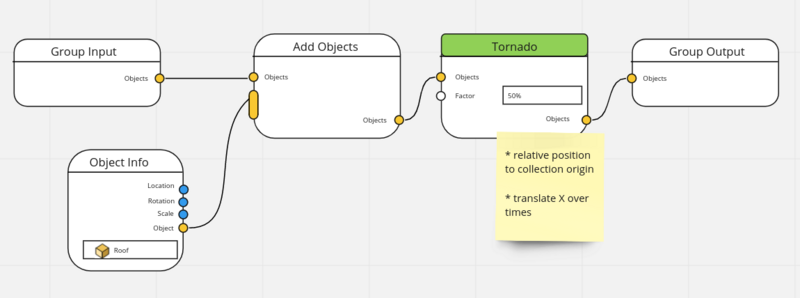 Group Input
Objects
Add Objects
Objects
Objects
Tornado
Objects
Factor
50%
Objects
Group Output
Objects
Object Info
Location
Rotation
Scale
Object
Roof
* relative position
to collection origin
* translate X over
times